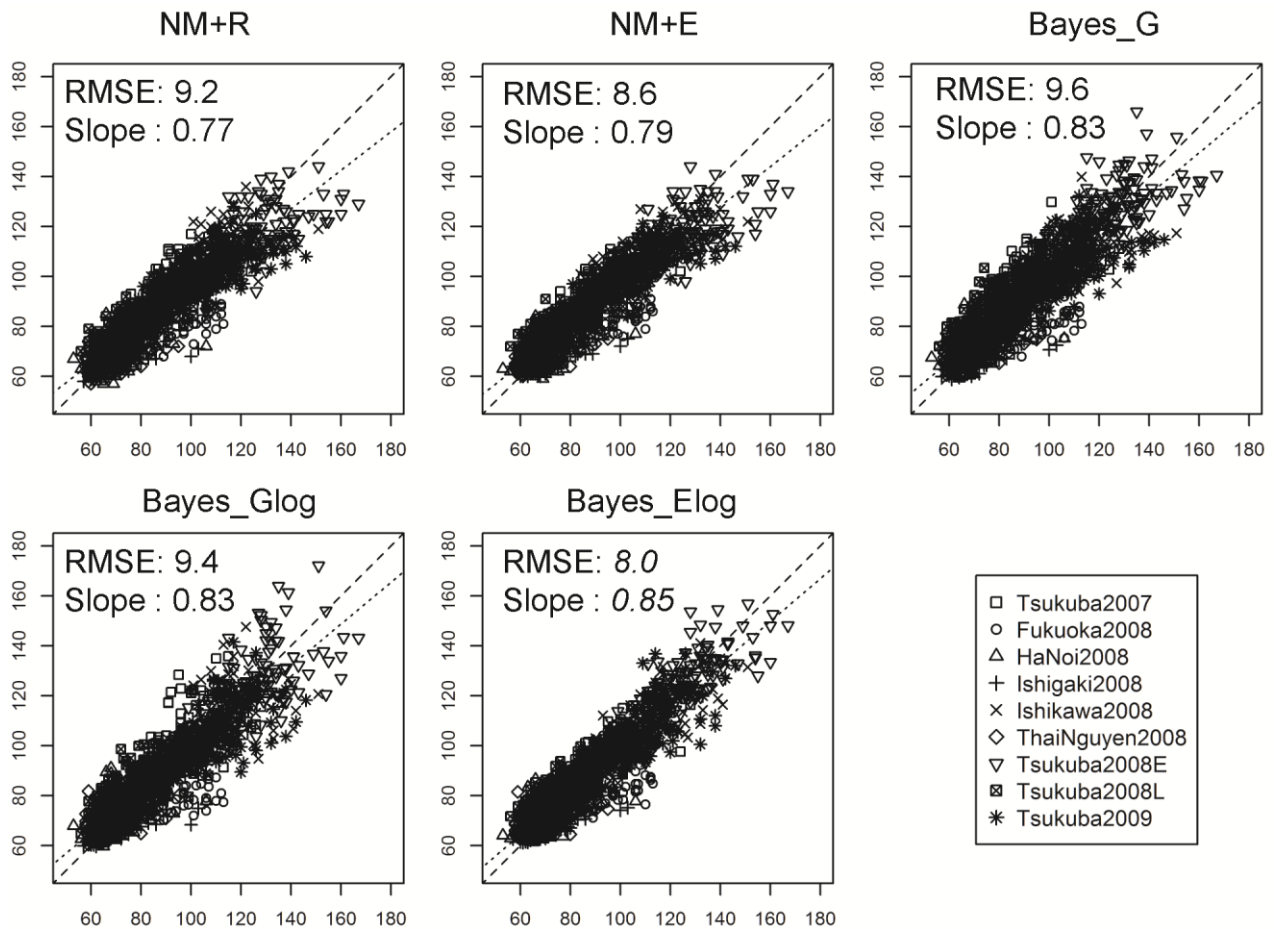 NM+R
NM+E
Bayes_G
RMSE: 9.2
Slope : 0.77
180
160
140
120
100
80
60
60 80 100 120 140 160 180
RMSE: 8.6
Slope : 0.79
180
160
140
120
100
80
60
60 80 100 120 140 160 180
RMSE: 9.6
Slope : 0.83
180
160
140
120
100
80
60
60 80 100 120 140 160 180
Bayes_Glog
Bayes_Elog
RMSE: 9.4
Slope : 0.83
180
160
140
120
100
80
60
60 80 100 120 140 160 180
RMSE: 8.0
Slope : 0.85
180
160
140
120
100
80
60
60 80 100 120 140 160 180
Tsukuba2007
Fukuoka2008
HaNoi2008
Ishigaki2008
Ishikawa2008
ThaiNguyen2008
Tsukuba2008E
Tsukuba2008L
Tsukuba2009